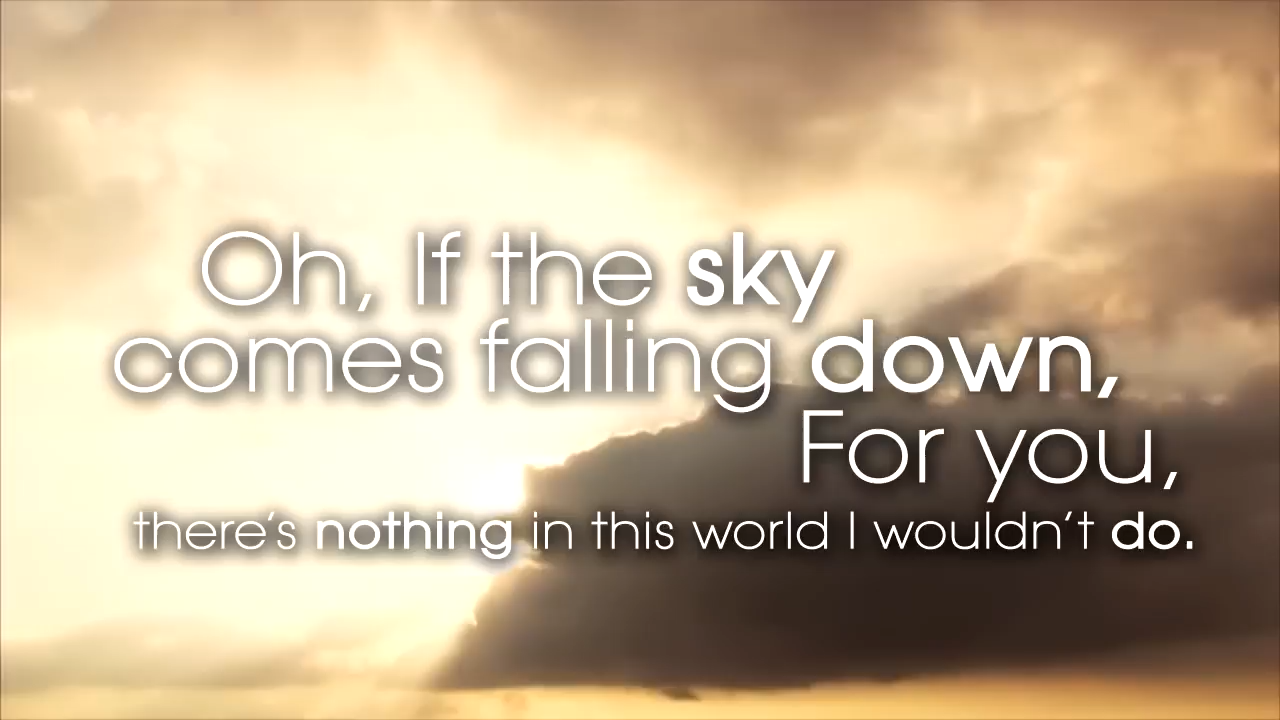 Oh, If the sky
comes falling down,
For you,
there's nothing in this world I wouldn't do.